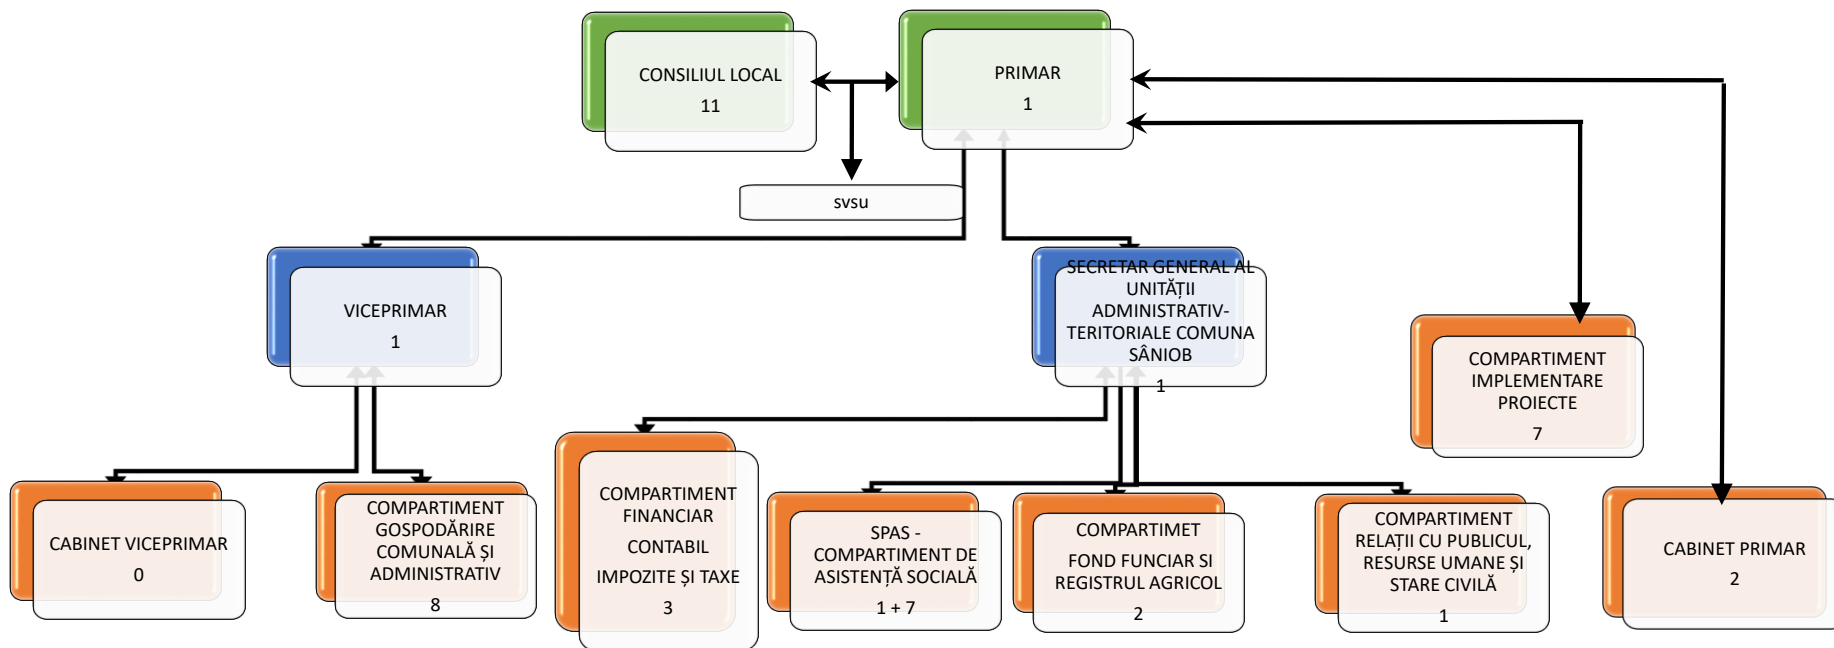 CONSILIUL LOCAL
11
PRIMAR
1
svsu
VICEPRIMAR
1
SECRETAR GENERAL AL
UNITĂȚII
ADMINISTRATIV-
TERITORIALE COMUNA
SÂNIOB
1
COMPARTIMENT
IMPLEMENTARE
PROIECTE
7
CABINET VICEPRIMAR
0
COMPARTIMENT
GOSPODĂRIRE
COMUNALĂ ȘI
ADMINISTRATIV
8
COMPARTIMENT
FINANCIAR
CONTABIL
IMPOZITE ȘI TAXE
3
SPAS -
COMPARTIMENT DE
ASISTENȚĂ SOCIALĂ
1 + 7
COMPARTIMET
FOND FUNCIAR SI
REGISTRUL AGRICOL
2
COMPARTIMENT
RELAȚII CU PUBLICUL,
RESURSE UMANE ȘI
STARE CIVILĂ
1
CABINET PRIMAR
2